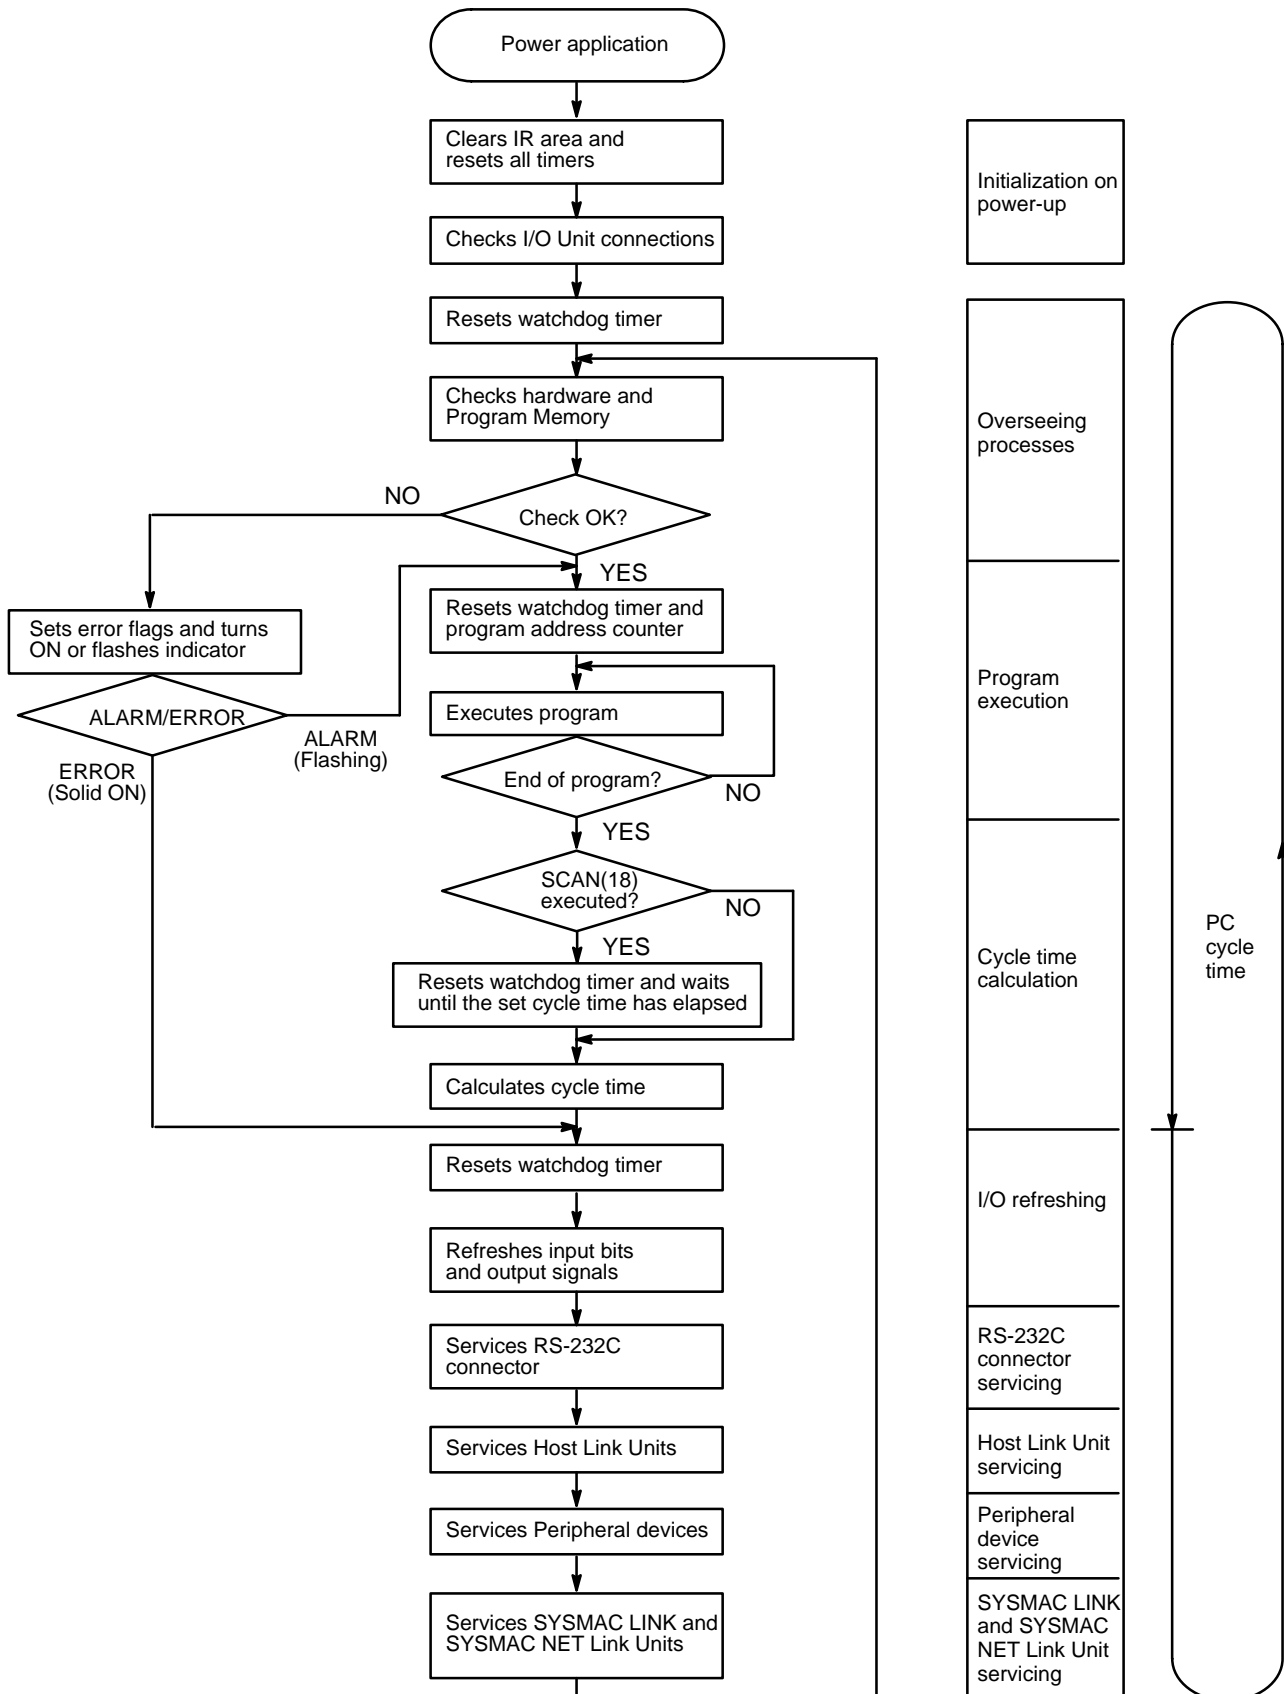 Power application
Clears IR area and
resets all timers
Checks I/O Unit connections
Resets watchdog timer
Checks hardware and
Program Memory
NO
Check OK?
YES
Sets error flags and turns
ON or flashes indicator
Resets watchdog timer and
program address counter
ALARM/ERROR
ALARM
(Flashing)
ERROR
(Solid ON)
Executes program
End of program?
NO
YES
SCAN(18)
executed?
NO
YES
Resets watchdog timer and waits
until the set cycle time has elapsed
Calculates cycle time
Resets watchdog timer
Refreshes input bits
and output signals
Services RS-232C
connector
Services Host Link Units
Services Peripheral devices
Services SYSMAC LINK and
SYSMAC NET Link Units
Initialization on
power-up
Overseeing
processes
Program
execution
Cycle time
calculation
I/O refreshing
RS-232C
connector
servicing
Host Link Unit
servicing
Peripheral
device
servicing
SYSMAC LINK
and SYSMAC
NET Link Unit
servicing
PC
cycle
time